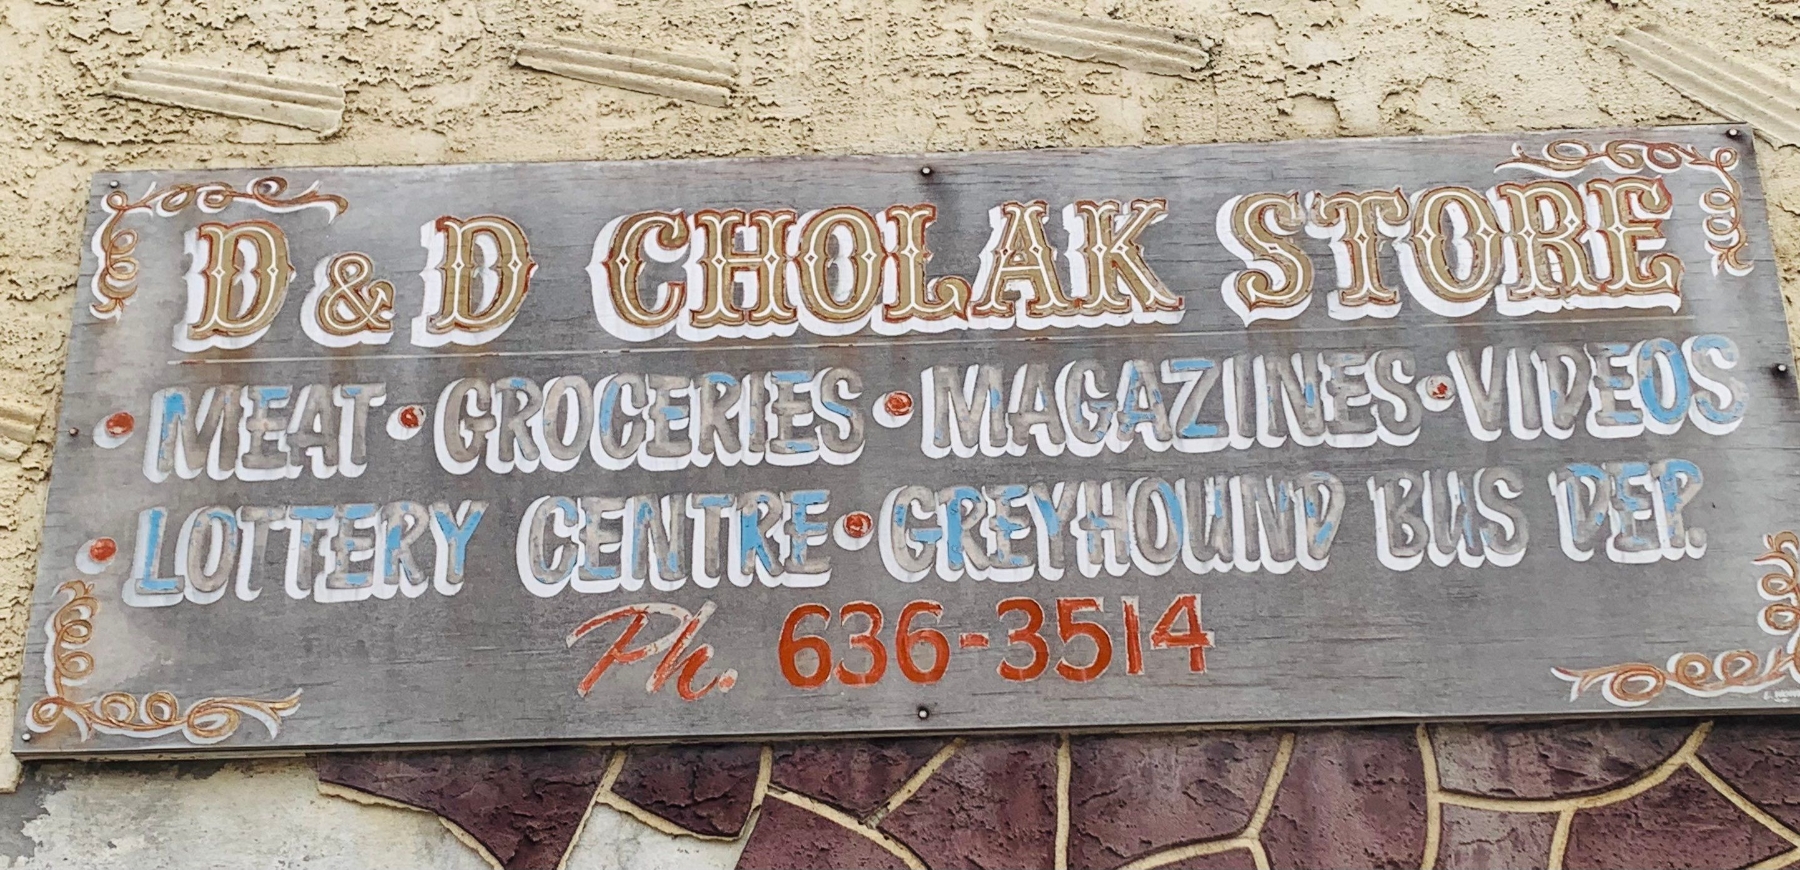 D & D CHOLAK STORE
• MEAT • GROCERIES • MAGAZINES • VIDEOS
• LOTTERY CENTRE • GREYHOUND BUS DEP.
Ph. 636-3514